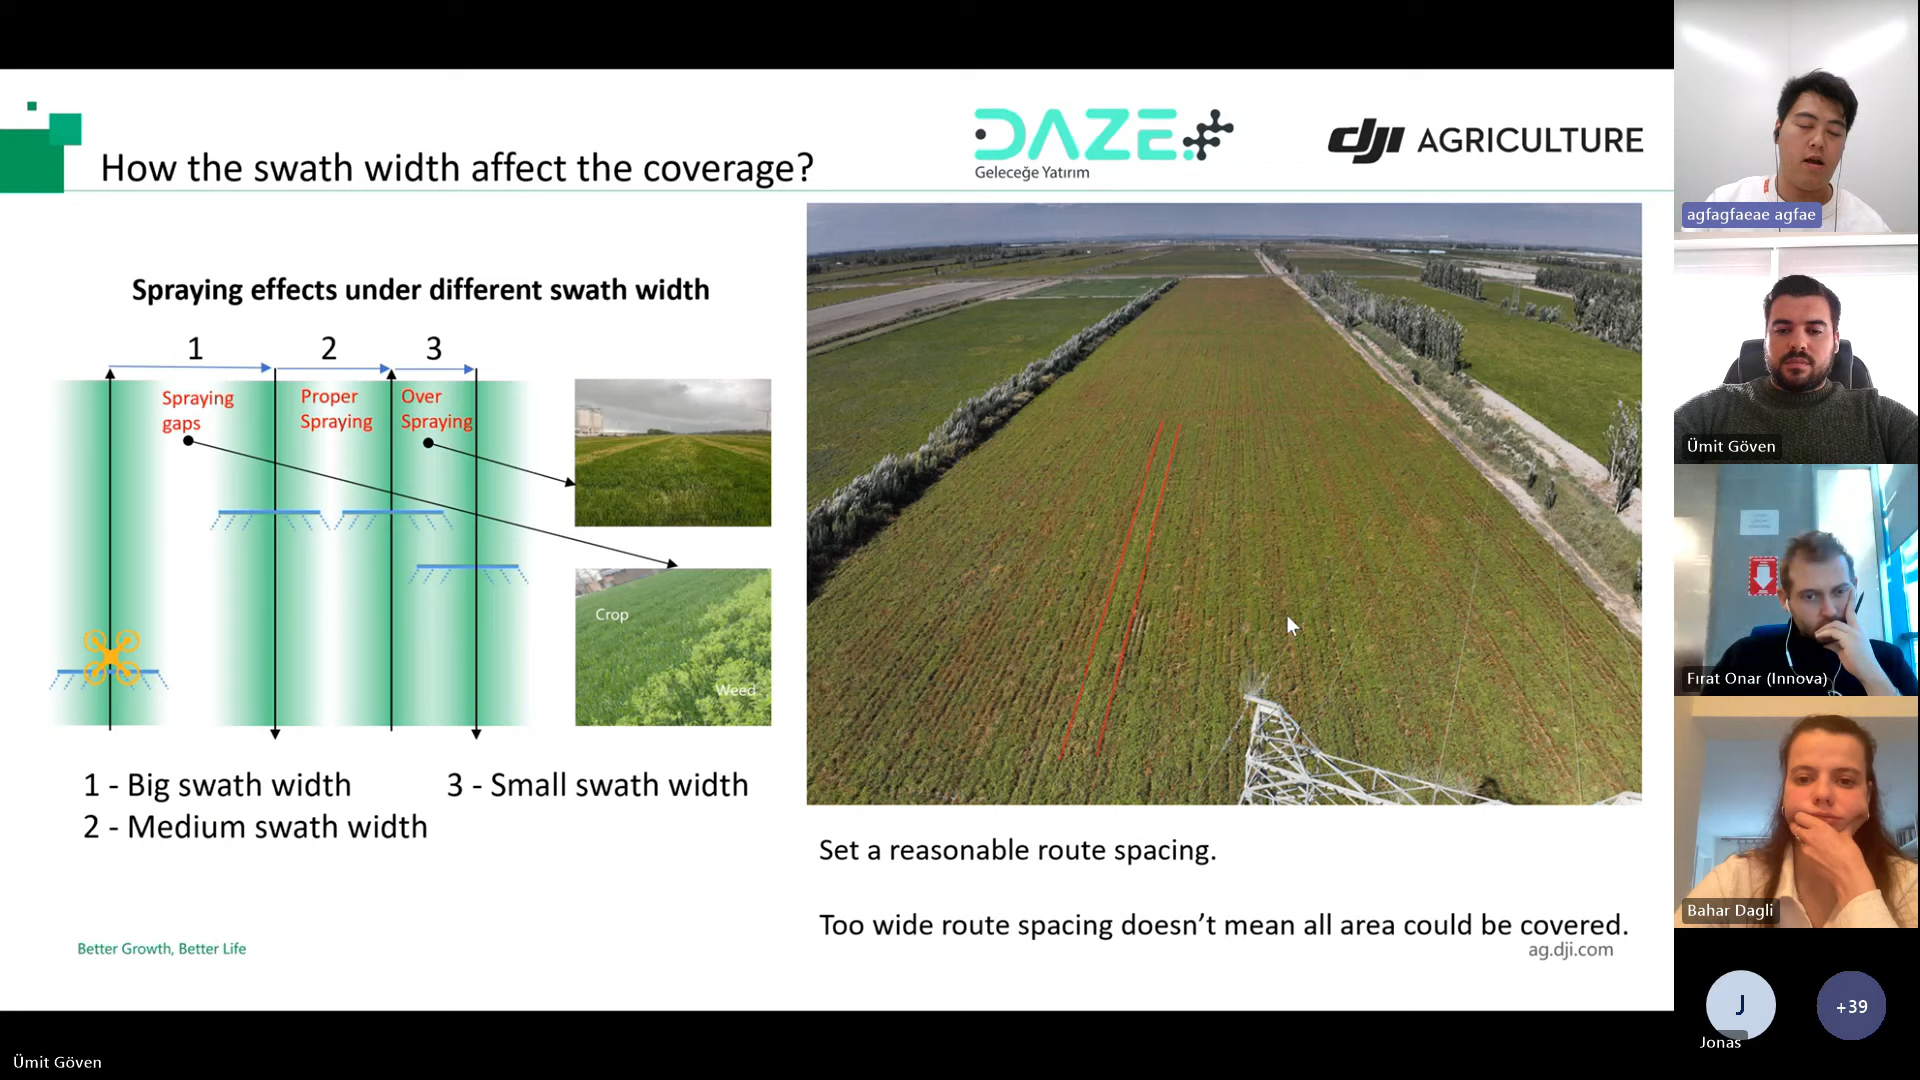 How the swath width affect the coverage?
DAZE
Geleceğe Yatırım
dji AGRICULTURE
Spraying effects under different swath width
1
2
3
Spraying
gaps
Proper
Spraying
Over
Spraying
Crop
Weed
1 - Big swath width
3 - Small swath width
2 - Medium swath width
Set a reasonable route spacing.
Too wide route spacing doesn’t mean all area could be covered.
Better Growth, Better Life
ag.dji.com
agfagfaeae agfae
Ümit Göven
Fırat Onar (Innova)
Bahar Dagli
J
+39
Jonas
Ümit Göven